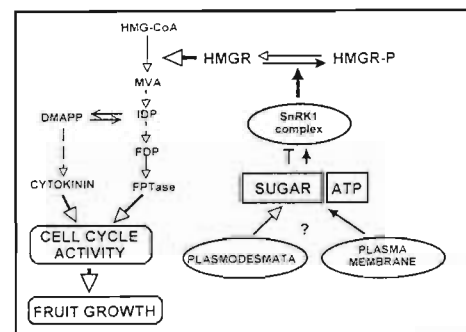 HMG-CoA
HMGR
HMGR-P
MVA
SnRK1
complex
DMAPP
IDP
FDP
SUGAR
ATP
CYTOKININ
FPTase
?
CELL CYCLE
ACTIVITY
PLASMODESMATA
PLASMA
MEMBRANE
FRUIT GROWTH